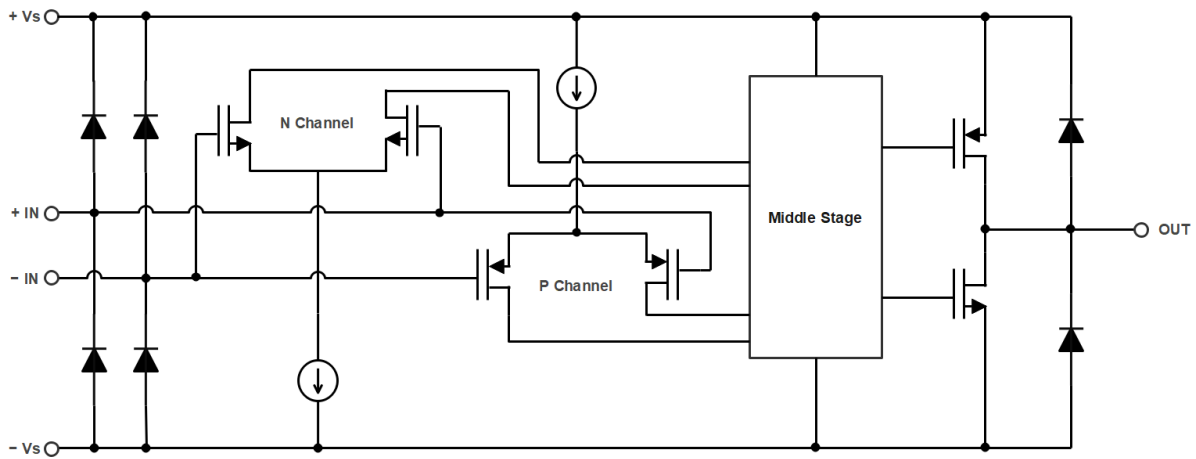 + Vs
N Channel
+ IN
Middle Stage
OUT
− IN
P Channel
− Vs